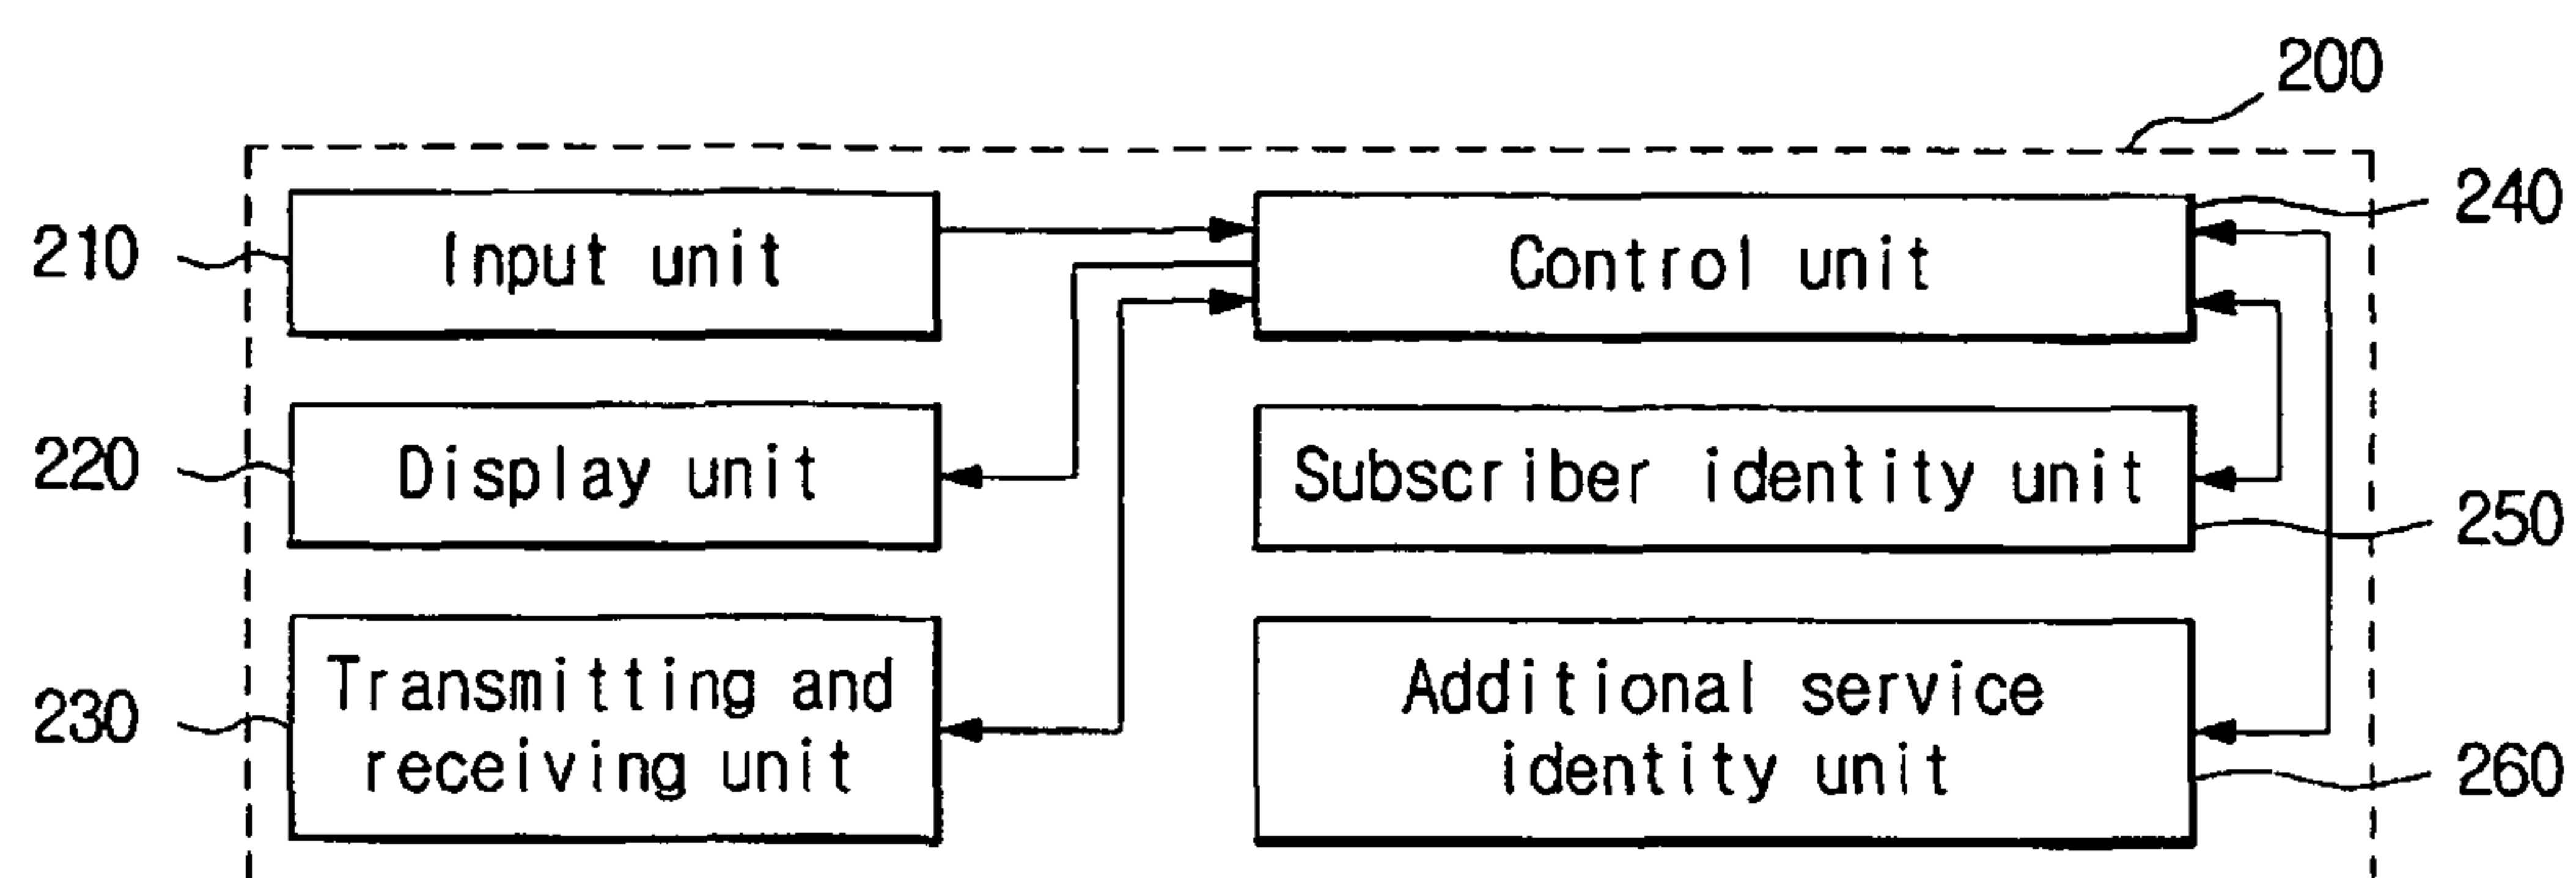 200
210
Input unit
Control unit
240
220
Display unit
Subscriber identity unit
250
230
Transmitting and
receiving unit
Additional service
identity unit
260